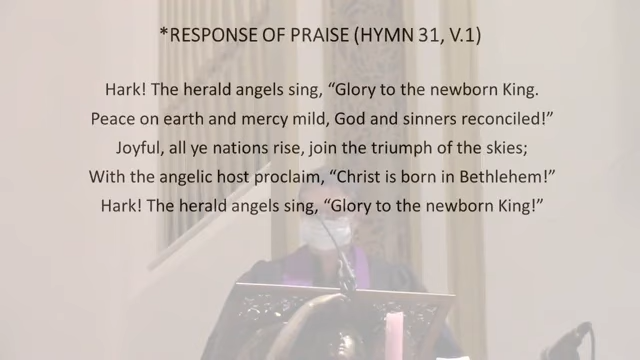 *RESPONSE OF PRAISE (HYMN 31, V.1)
Hark! The herald angels sing, “Glory to the newborn King.
Peace on earth and mercy mild, God and sinners reconciled!”
Joyful, all ye nations rise, join the triumph of the skies;
With the angelic host proclaim, “Christ is born in Bethlehem!”
Hark! The herald angels sing, “Glory to the newborn King!”